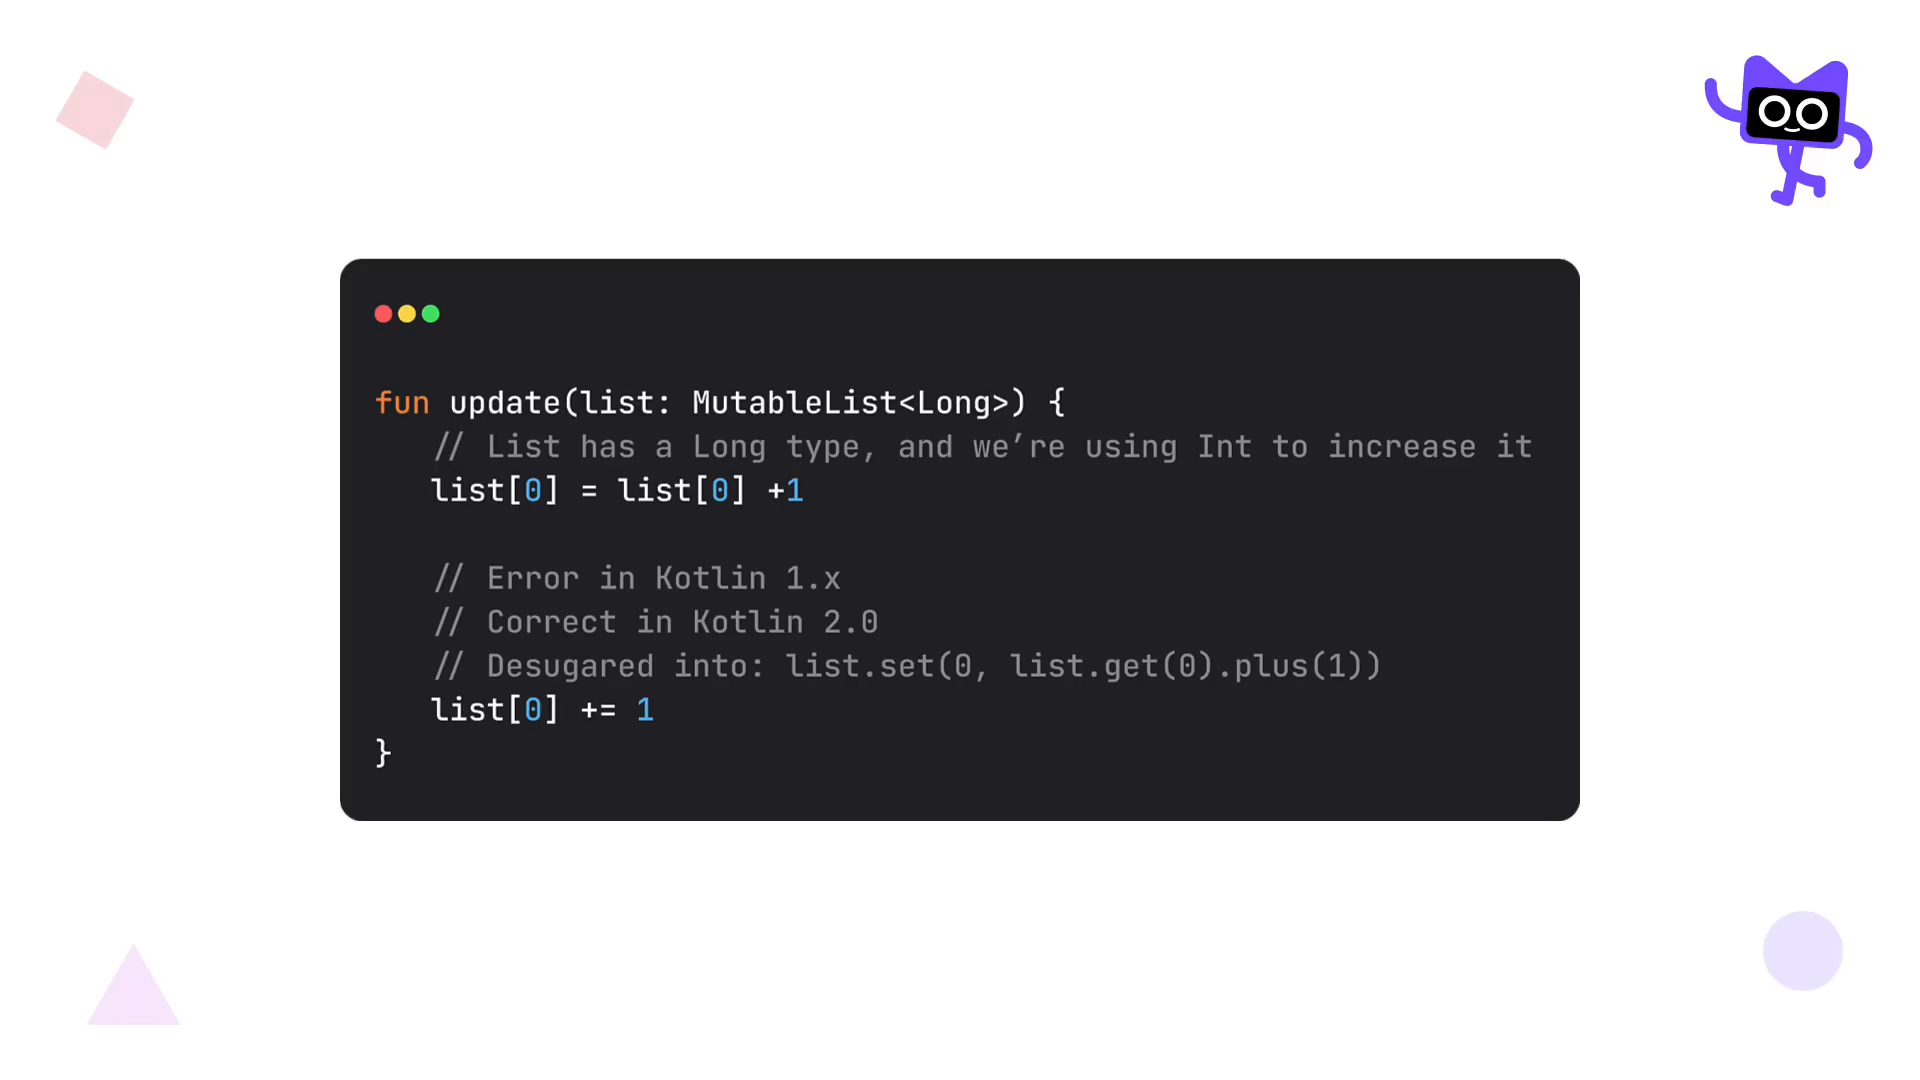 fun update(list: MutableList<Long>) {
// List has a Long type, and we’re using Int to increase it
list[0] = list[0] +1
// Error in Kotlin 1.x
// Correct in Kotlin 2.0
// Desugared into: list.set(0, list.get(0).plus(1))
list[0] += 1
}